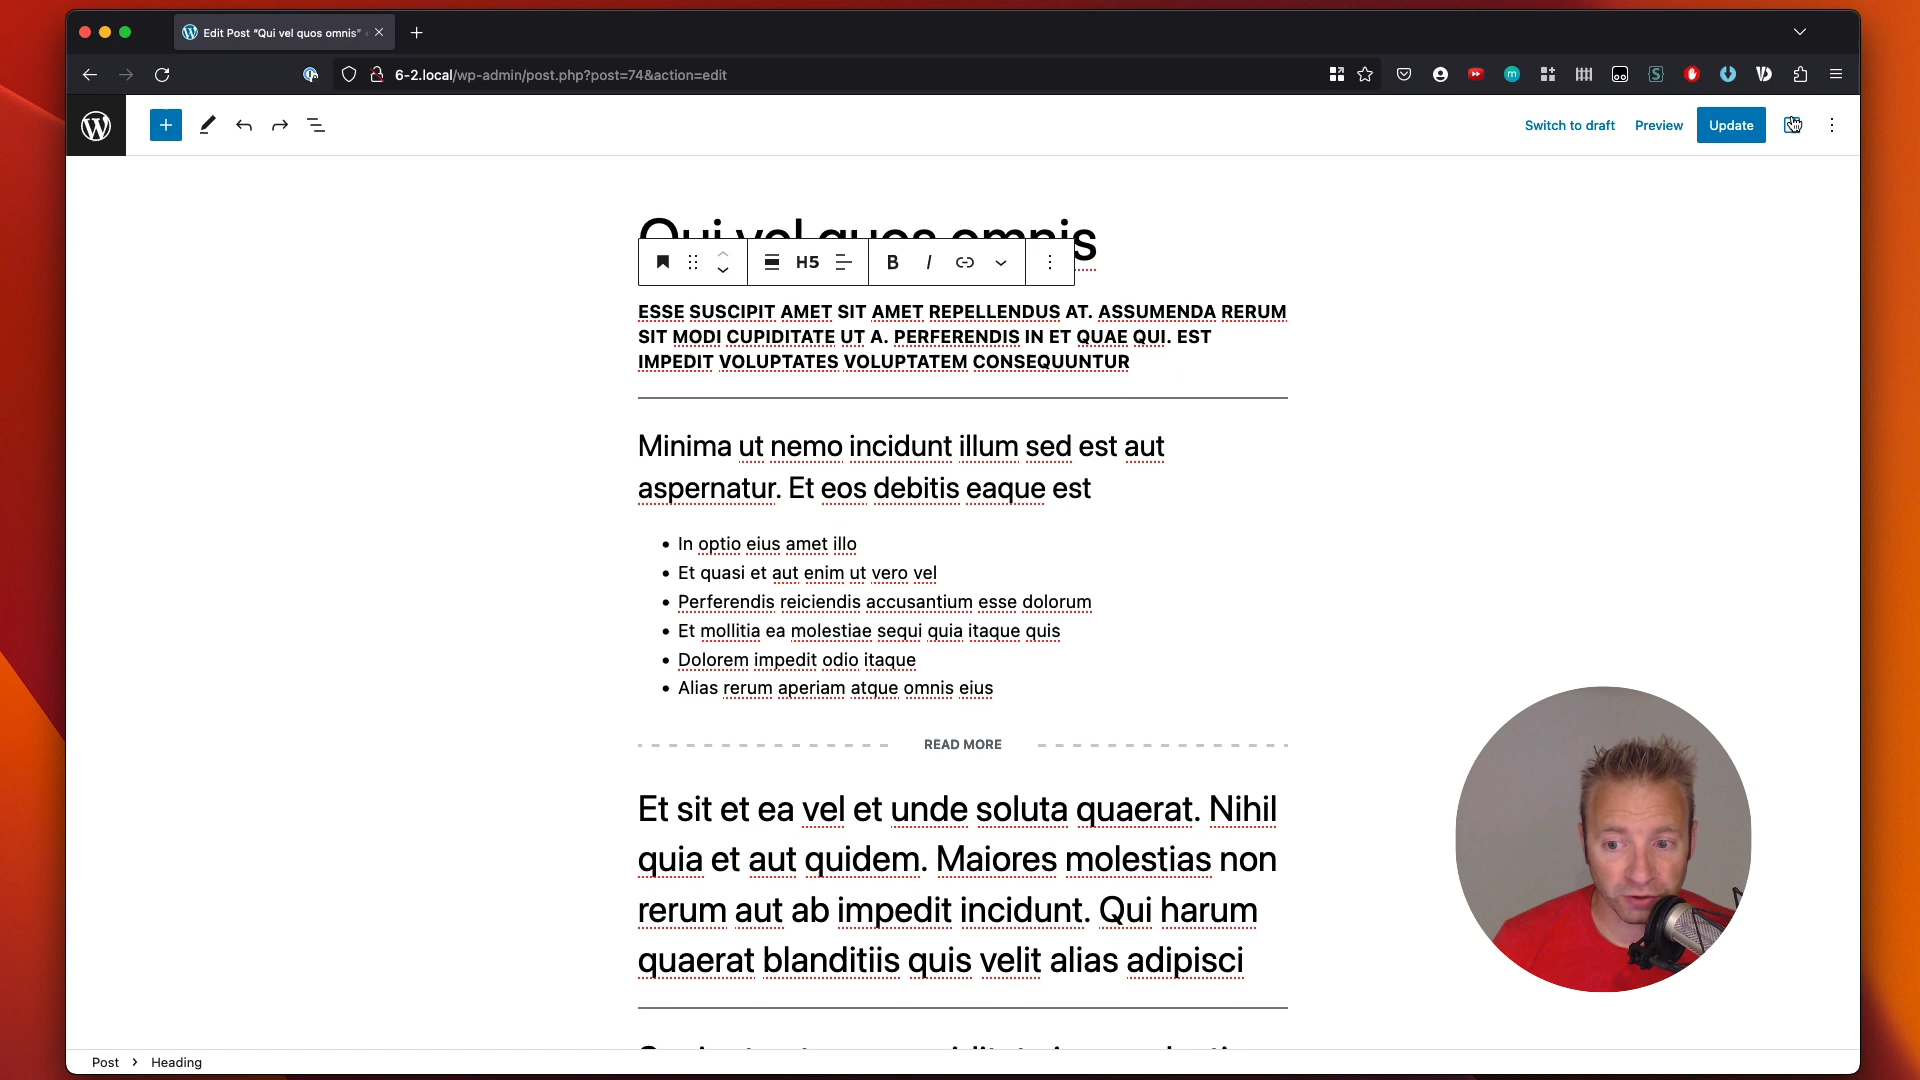 Edit Post “Qui vel quos omnis”
6-2.local/wp-admin/post.php?post=74&action=edit
Switch to draft
Preview
Update
Qui vel quos omnis
H5
B
I
ESSE SUSCIPIT AMET SIT AMET REPELLENDUS AT. ASSUMENDA RERUM
SIT MODI CUPIDITATE UT A. PERFERENDIS IN ET QUAE QUI. EST
IMPEDIT VOLUPTATES VOLUPTATEM CONSEQUUNTUR
Minima ut nemo incidunt illum sed est aut
aspernatur. Et eos debitis eaque est
• In optio eius amet illo
• Et quasi et aut enim ut vero vel
• Perferendis reiciendis accusantium esse dolorum
• Et mollitia ea molestiae sequi quia itaque quis
• Dolorem impedit odio itaque
• Alias rerum aperiam atque omnis eius
READ MORE
Et sit et ea vel et unde soluta quaerat. Nihil
quia et aut quidem. Maiores molestias non
rerum aut ab impedit incidunt. Qui harum
quaerat blanditiis quis velit alias adipisci
Post › Heading